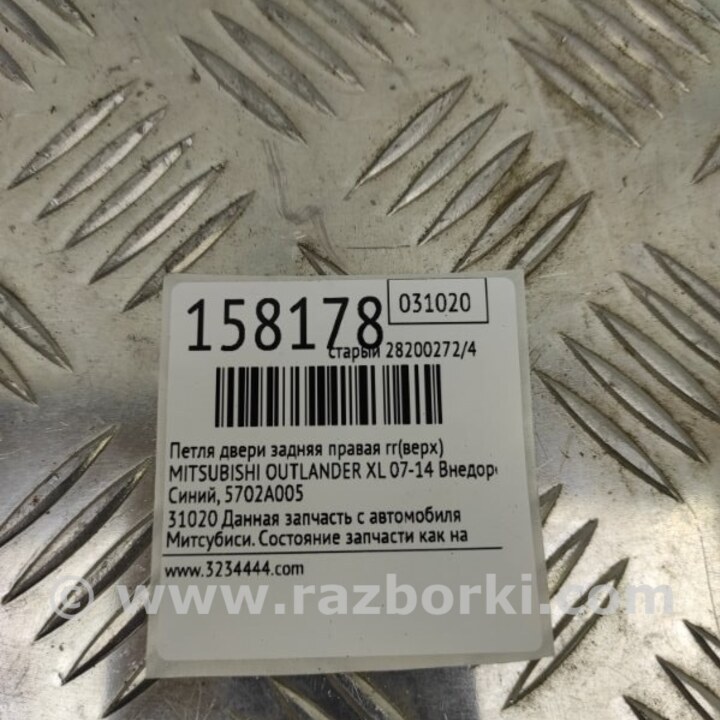 158178
031020
старый 28200272/4
Петля двери задняя правая rr(верх)
MITSUBISHI OUTLANDER XL 07-14 Внедор
Синий, 5702A005
31020 Данная запчасть с автомобиля
Митсубиси. Состояние запчасти как на
www.3234444.com
© www.razborki.com